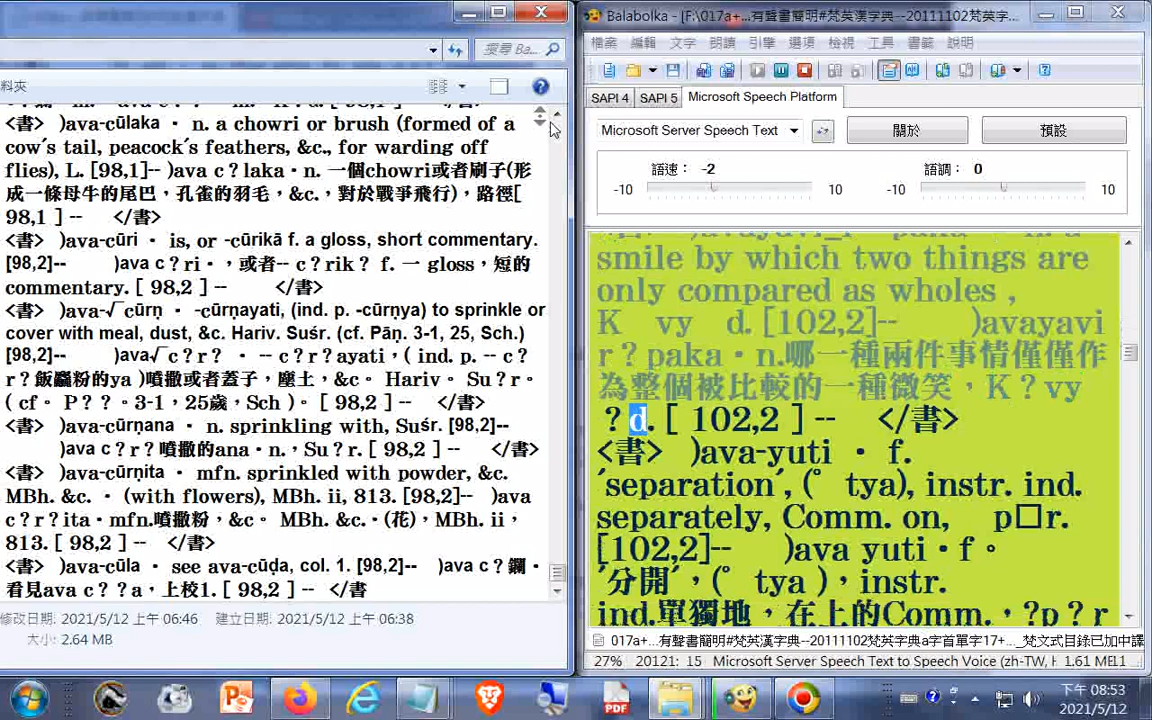 搜尋 Ba...
料夾
<書> )ava-cūlaka · n. a chowri or brush (formed of a
cow′s tail, peacock′s feathers, &c., for warding off
flies), L. [98,1]-- )ava c?laka · n. 一個chowri或者刷子(形
成一條母牛的尾巴,孔雀的羽毛,&c.,對於戰爭飛行),路徑[
98,1 ] -- </書>
<書> )ava-cūri · is, or -cūrikā f. a gloss, short commentary.
[98,2]-- )ava c?ri · ,或者-- c?rik? f. 一 gloss,短的
commentary. [ 98,2 ] -- </書>
<書> )ava-√cūrṇ · -cūrṇayati, (ind. p. -cūrṇya) to sprinkle or
cover with meal, dust, &c. Hariv. Suśr. (cf. Pāṇ. 3-1, 25, Sch.)
[98,2]-- )ava√c?r? · -- c?r?ayati,( ind. p. -- c?
r?飯廳粉的ya )噴撒或者蓋子,塵土,&c。 Hariv。 Su?r.
( cf。 P??。3-1,25歲,Sch )。 [ 98,2 ] -- </書>
<書> )ava-cūrṇana · n. sprinkling with, Suśr. [98,2]--
)ava c?r?噴撒的ana · n. , Su?r. [ 98,2 ] -- </書>
<書> )ava-cūrṇita · mfn. sprinkled with powder, &c.
MBh. &c. · (with flowers), MBh. ii, 813. [98,2]-- )ava
c?r?ita · mfn.噴撒粉,&c。 MBh. &c. · (花),MBh. ii,
813. [ 98,2 ] -- </書>
<書> )ava-cūla · see ava-cūḍa, col. 1. [98,2]-- )ava c?鑭 ·
看見ava c??a,上校1. [ 98,2 ] -- </書
修改日期: 2021/5/12 上午 06:46 建立日期: 2021/5/12 上午 06:38
大小: 2.64 MB
Balabolka - [F:\017a+...有聲書簡明#梵英漢字典--20111102梵英字...
檔案 編輯 文字 朗讀 引擎 選項 檢視 工具 書籤 說明
SAPI 4 SAPI 5 Microsoft Speech Platform
Microsoft Server Speech Text 關於 預設
語速: -2 語調: 0
-10 10 -10 10
smile by which two things are
only compared as wholes ,
K vy d. [102,2]-- )avayavi
r?paka · n.哪一種兩件事情僅僅作
為整個被比較的一種微笑,K?vy
?d. [ 102,2 ] -- </書>
<書> )ava-yuti · f.
′separation′, (° tya), instr. ind.
separately, Comm. on, p□r.
[102,2]-- )ava yuti · f。
′分開′,(° tya ),instr.
ind.單獨地,在上的Comm.,?p?r
017a+...有聲書簡明#梵英漢字典--20111102梵英字典a字首單字17+..._梵文式目錄已加中譯
27% 20121: 15 Microsoft Server Speech Text to Speech Voice (zh-TW, H 1.61 MEL1
下午 08:53
2021/5/12